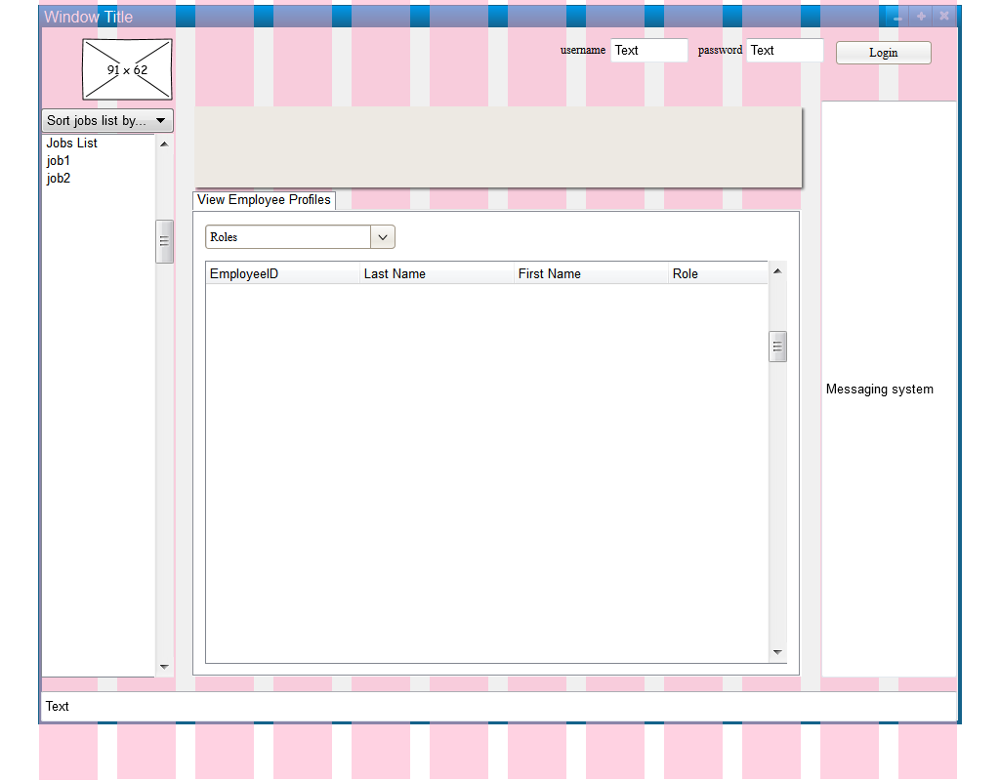 Window Title
91 x 62
username Text password Text Login
Sort jobs list by...
Jobs List
job1
job2
View Employee Profiles
Roles
EmployeeID Last Name First Name Role
Messaging system
Text